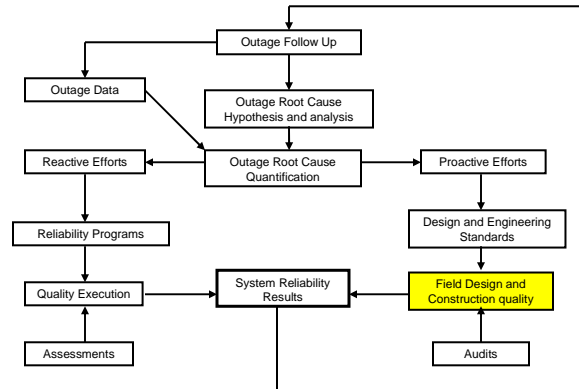 Outage Follow Up
Outage Data
Outage Root Cause
Hypothesis and analysis
Reactive Efforts
Outage Root Cause
Quantification
Proactive Efforts
Reliability Programs
Design and Engineering
Standards
Quality Execution
System Reliability
Results
Field Design and
Construction quality
Assessments
Audits